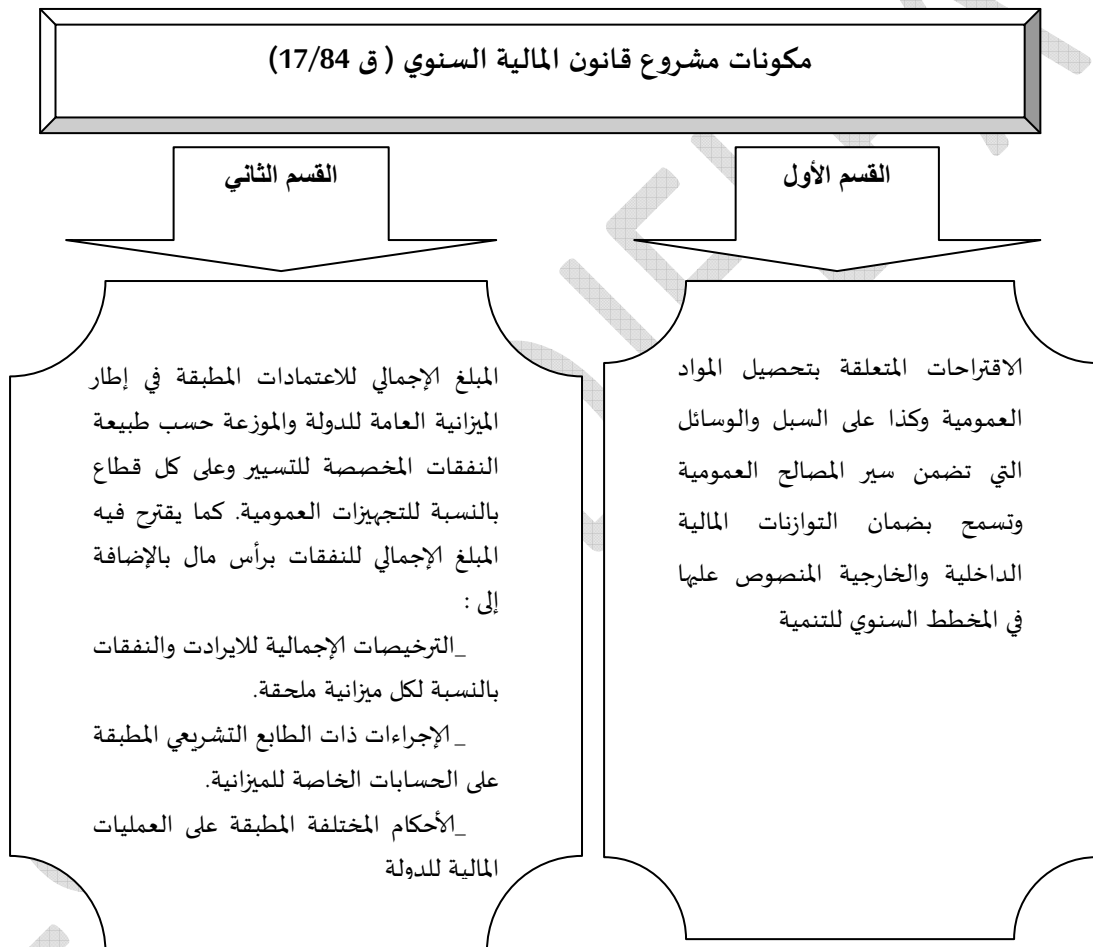 مكونات مشروع قانون المالية السنوي ( ق 17/84)
القسم الأول
الاقتراحات المتعلقة بتحصيل المواد
العمومية وكذا على السبل والوسائل
التي تضمن سير المصالح العمومية
وتسمح بضمان التوازنات المالية
الداخلية والخارجية المنصوص عليها
في المخطط السنوي للتنمية
القسم الثاني
المبلغ الإجمالي للاعتمادات المطبقة في إطار
الميزانية العامة للدولة والموزعة حسب طبيعة
النفقات المخصصة للتسيير وعلى كل قطاع
بالنسبة للتجهيزات العمومية. كما يقترح فيه
المبلغ الإجمالي للنفقات برأس مال بالإضافة
إلى :
_الترخيصات الإجمالية للايرادت والنفقات
بالنسبة لكل ميزانية ملحقة.
_ الإجراءات ذات الطابع التشريعي المطبقة
على الحسابات الخاصة للميزانية.
_الأحكام المختلفة المطبقة على العمليات
المالية للدولة